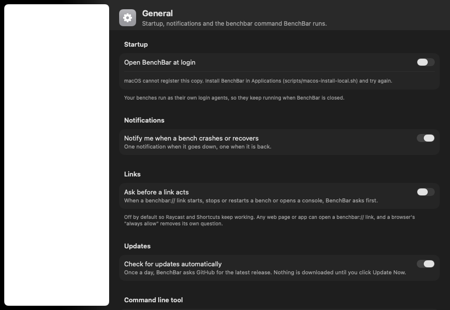 General
Startup, notifications and the benchbar command BenchBar runs.
Startup
Open BenchBar at login
macOS cannot register this copy. Install BenchBar in Applications (scripts/macos-install-local.sh) and try again.
Your benches run as their own login agents, so they keep running when BenchBar is closed.
Notifications
Notify me when a bench crashes or recovers
One notification when it goes down, one when it is back.
Links
Ask before a link acts
When a benchbar:// link starts, stops or restarts a bench or opens a console, BenchBar asks first.
Off by default so Raycast and Shortcuts keep working. Any web page or app can open a benchbar:// link, and a browser's
"always allow" removes its own question.
Updates
Check for updates automatically
Once a day, BenchBar asks GitHub for the latest release. Nothing is downloaded until you click Update Now.
Command line tool